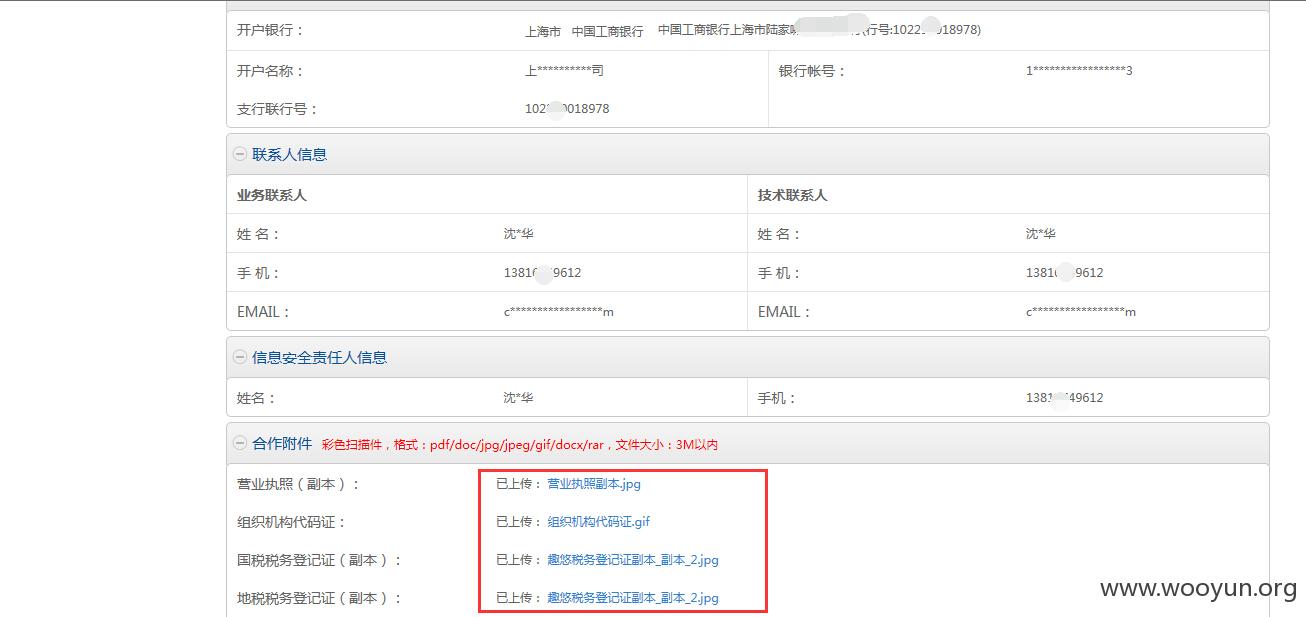 开户银行： 上海市 中国工商银行 中国工商银行上海市陆家 行号:102 018978)
开户名称： 上**********司 银行帐号： 1*****************3
支行联行号： 102 0018978
联系人信息
业务联系人 技术联系人
姓 名： 沈*华 姓 名： 沈*华
手 机： 1381 9612 手 机： 1381 9612
EMAIL： c*****************m EMAIL： c*****************m
信息安全责任人信息
姓名： 沈*华 手机： 1381 49612
合作附件 彩色扫描件，格式：pdf/doc/jpg/jpeg/gif/docx/rar，文件大小：3M以内
营业执照（副本）： 已上传： 营业执照副本.jpg
组织机构代码证： 已上传： 组织机构代码证.gif
国税税务登记证（副本）： 已上传： 趣悠税务登记证副本_副本_2.jpg
地税税务登记证（副本）： 已上传： 趣悠税务登记证副本_副本_2.jpg
www.wooyun.org